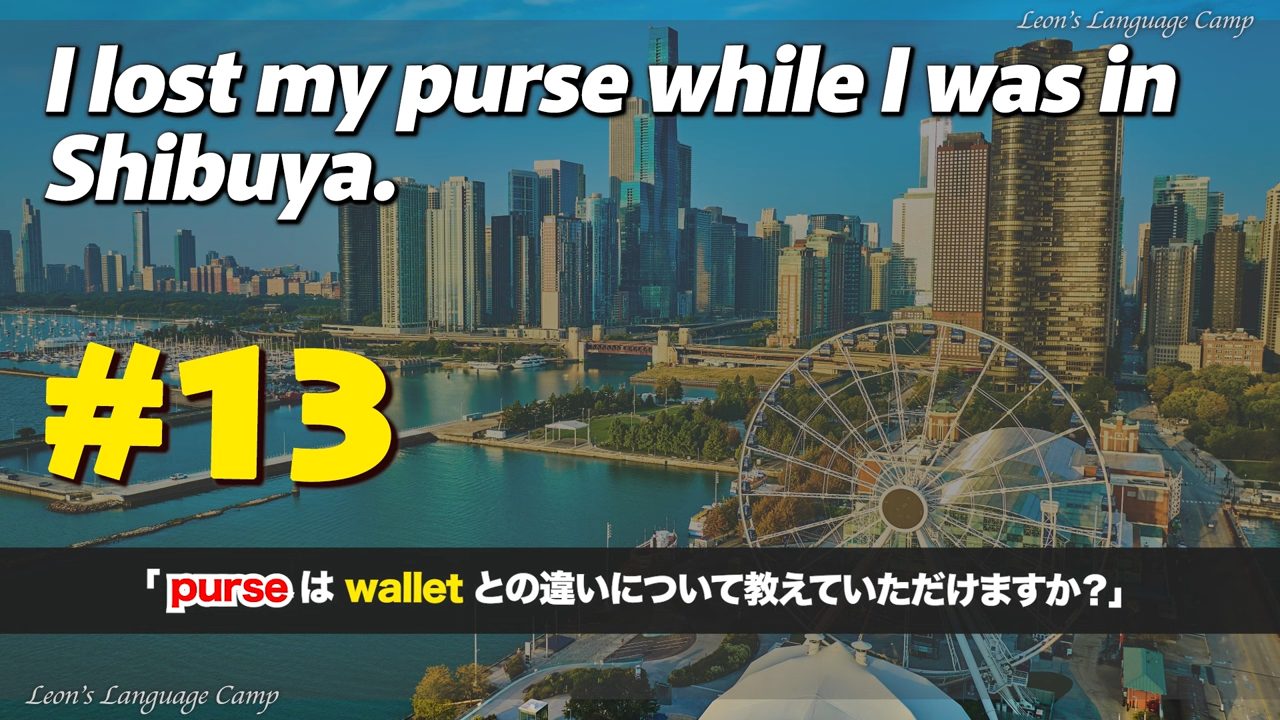 Leon's Language Camp
I lost my purse while I was in
Shibuya.
#13
「purse は wallet との違いについて教えていただけますか？」
Leon's Language Camp